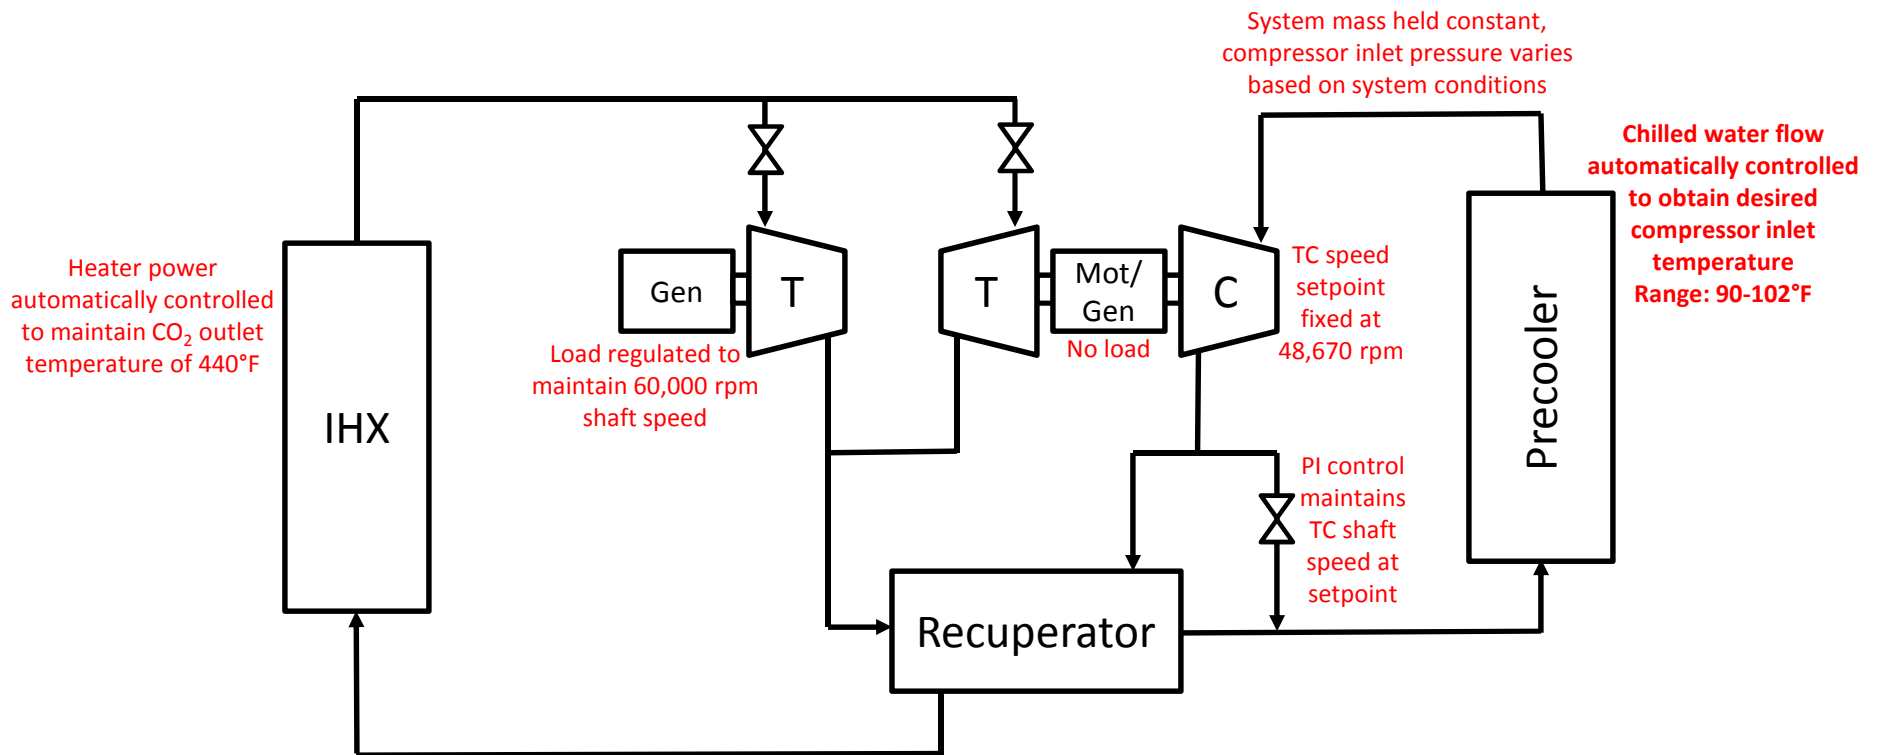 System mass held constant,
compressor inlet pressure varies
based on system conditions
Chilled water flow
automatically controlled
to obtain desired
compressor inlet
temperature
Range: 90-102°F
Heater power
automatically controlled
to maintain CO₂ outlet
temperature of 440°F
IHX
Gen
T
Load regulated to
maintain 60,000 rpm
shaft speed
T
Mot/
Gen
No load
C
TC speed
setpoint
fixed at
48,670 rpm
Precooler
PI control
maintains
TC shaft
speed at
setpoint
Recuperator